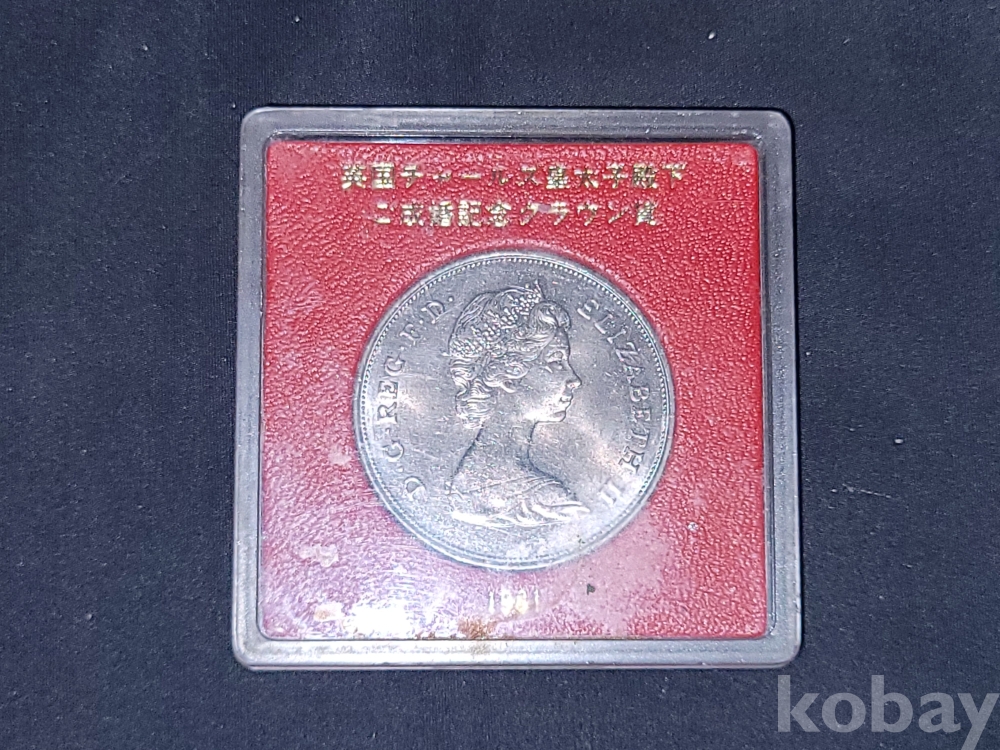 英国チャールス皇太子殿下
ご成婚記念クラウン貨
D·G·REG·F·D· ELIZABETH II
1981
kobay